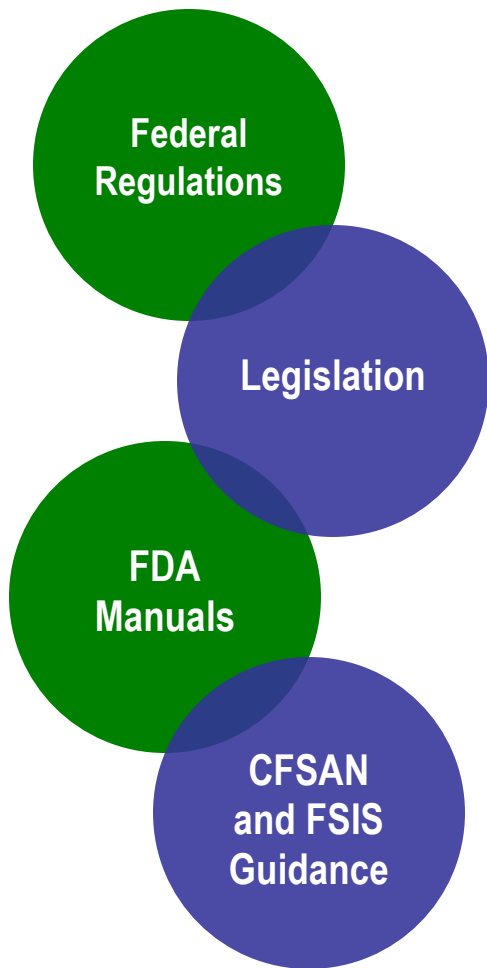 Federal
Regulations
Legislation
FDA
Manuals
CFSAN
and FSIS
Guidance